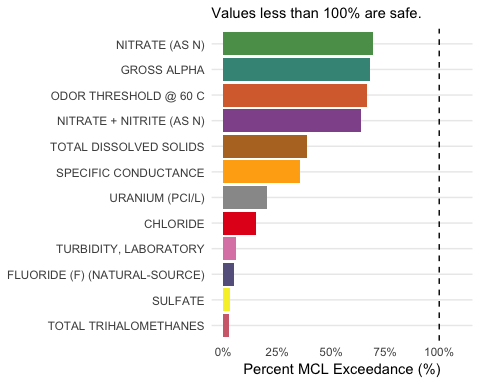 Values less than 100% are safe.
NITRATE (AS N)
GROSS ALPHA
ODOR THRESHOLD @ 60 C
NITRATE + NITRITE (AS N)
TOTAL DISSOLVED SOLIDS
SPECIFIC CONDUCTANCE
URANIUM (PCI/L)
CHLORIDE
TURBIDITY, LABORATORY
FLUORIDE (F) (NATURAL-SOURCE)
SULFATE
TOTAL TRIHALOMETHANES
0% 25% 50% 75% 100%
Percent MCL Exceedance (%)